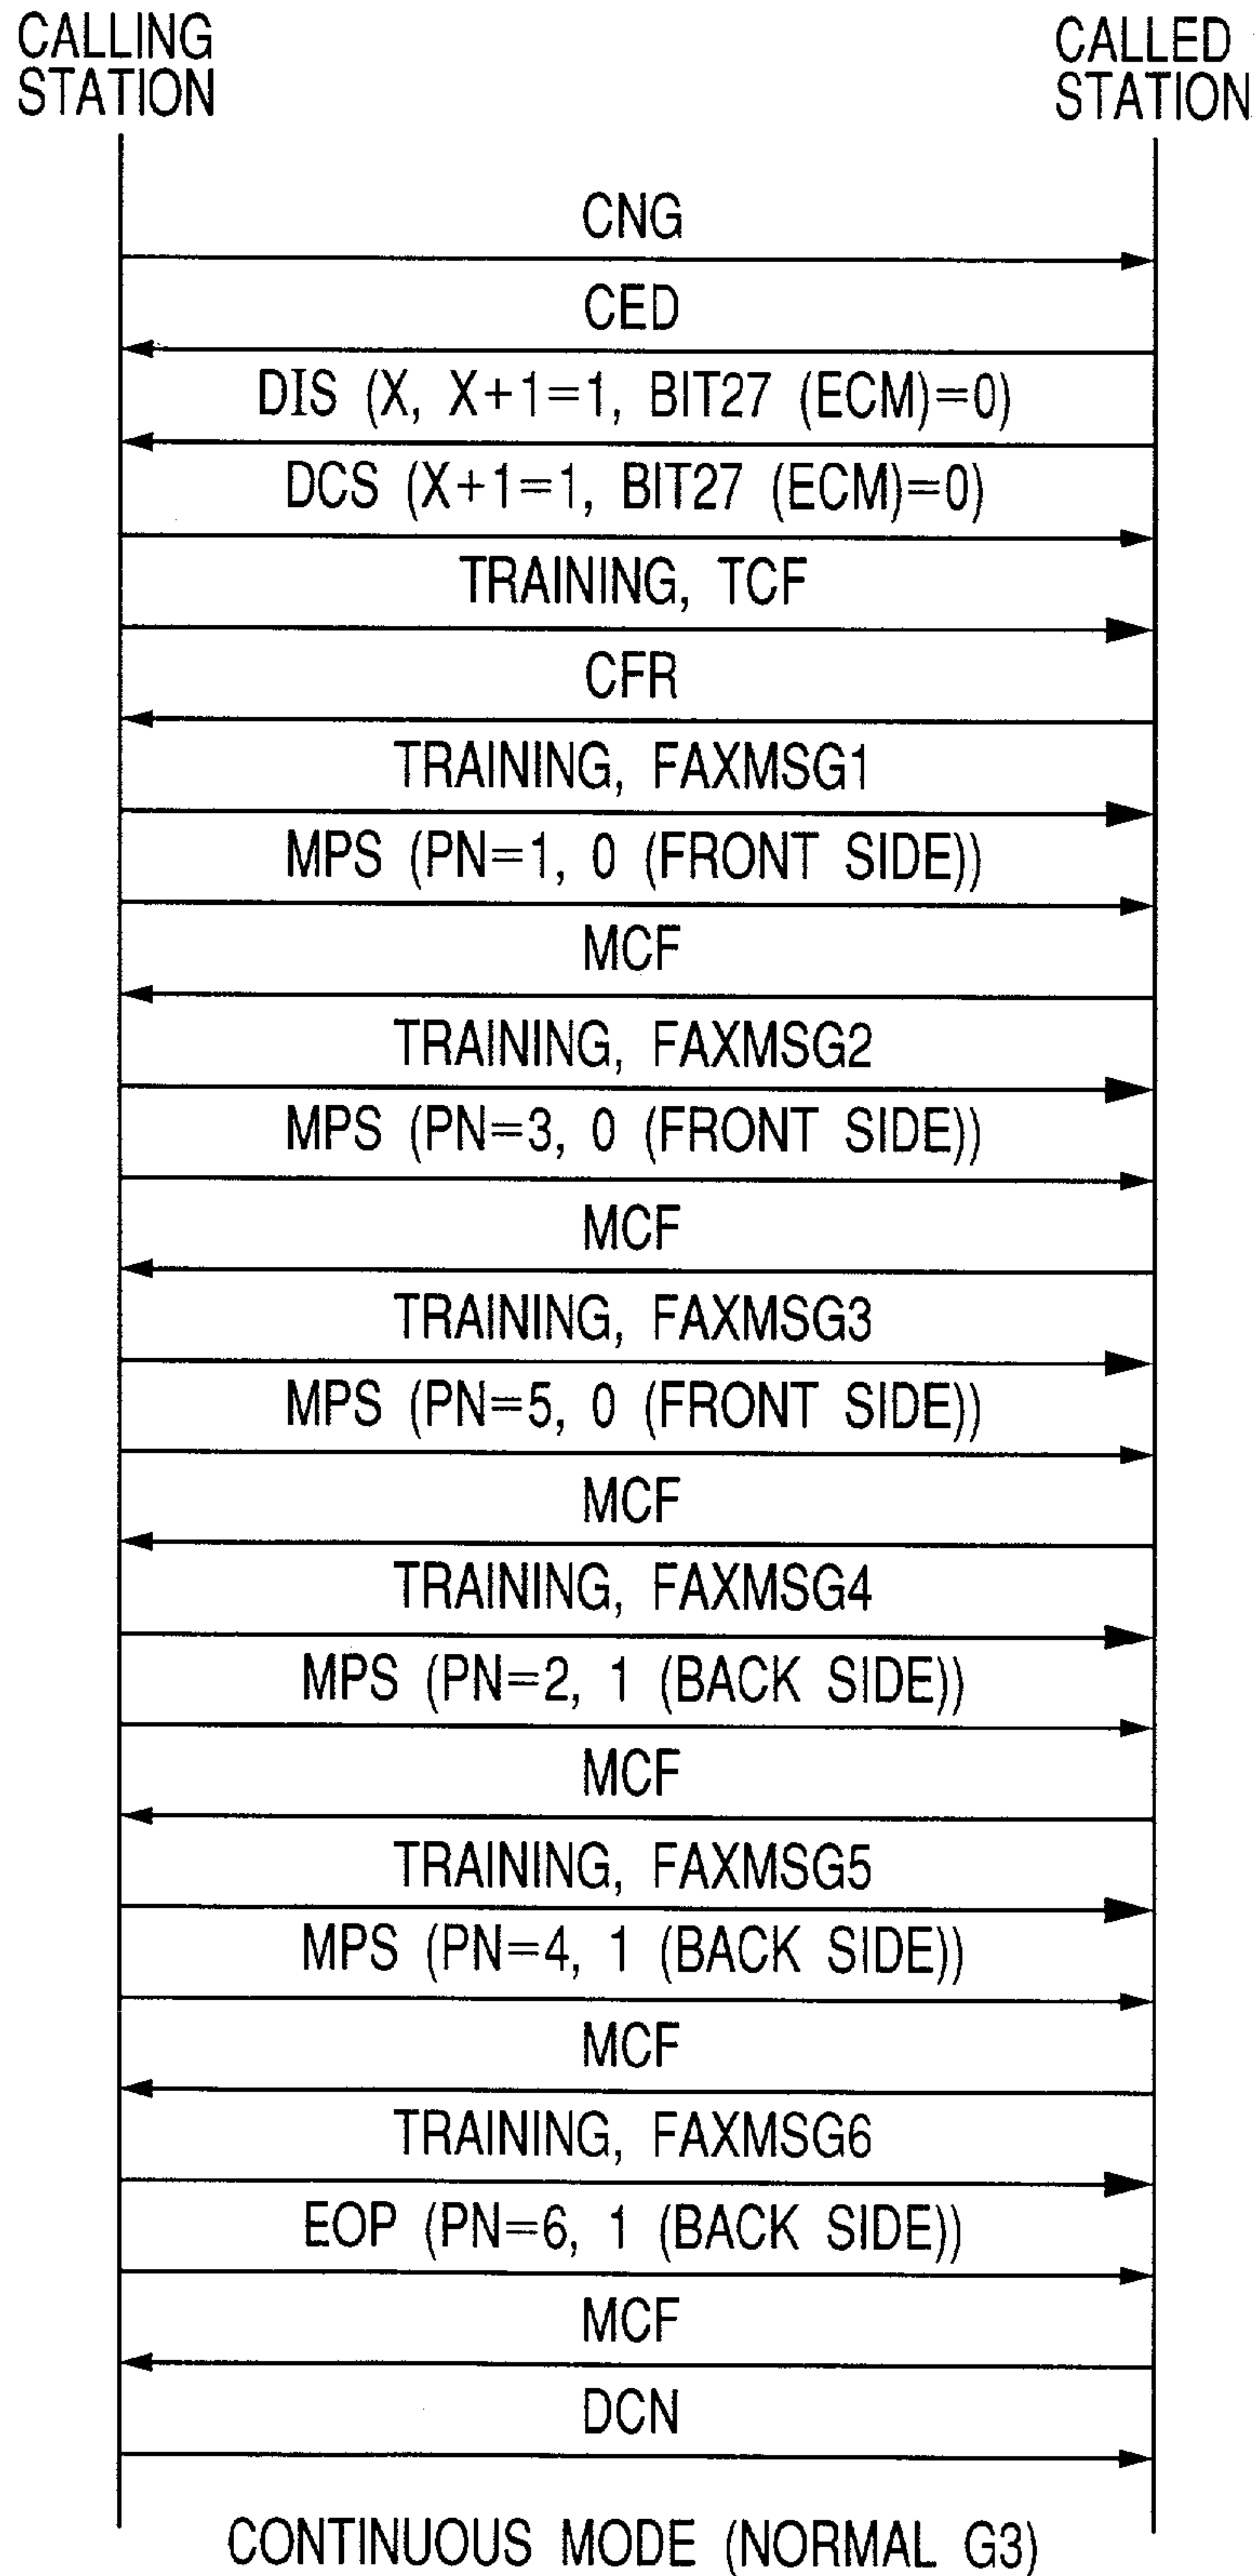 CALLING
STATION
CALLED
STATION
CNG
CED
DIS (X, X+1=1, BIT27 (ECM)=0)
DCS (X+1=1, BIT27 (ECM)=0)
TRAINING, TCF
CFR
TRAINING, FAXMSG1
MPS (PN=1, 0 (FRONT SIDE))
MCF
TRAINING, FAXMSG2
MPS (PN=3, 0 (FRONT SIDE))
MCF
TRAINING, FAXMSG3
MPS (PN=5, 0 (FRONT SIDE))
MCF
TRAINING, FAXMSG4
MPS (PN=2, 1 (BACK SIDE))
MCF
TRAINING, FAXMSG5
MPS (PN=4, 1 (BACK SIDE))
MCF
TRAINING, FAXMSG6
EOP (PN=6, 1 (BACK SIDE))
MCF
DCN
CONTINUOUS MODE (NORMAL G3)